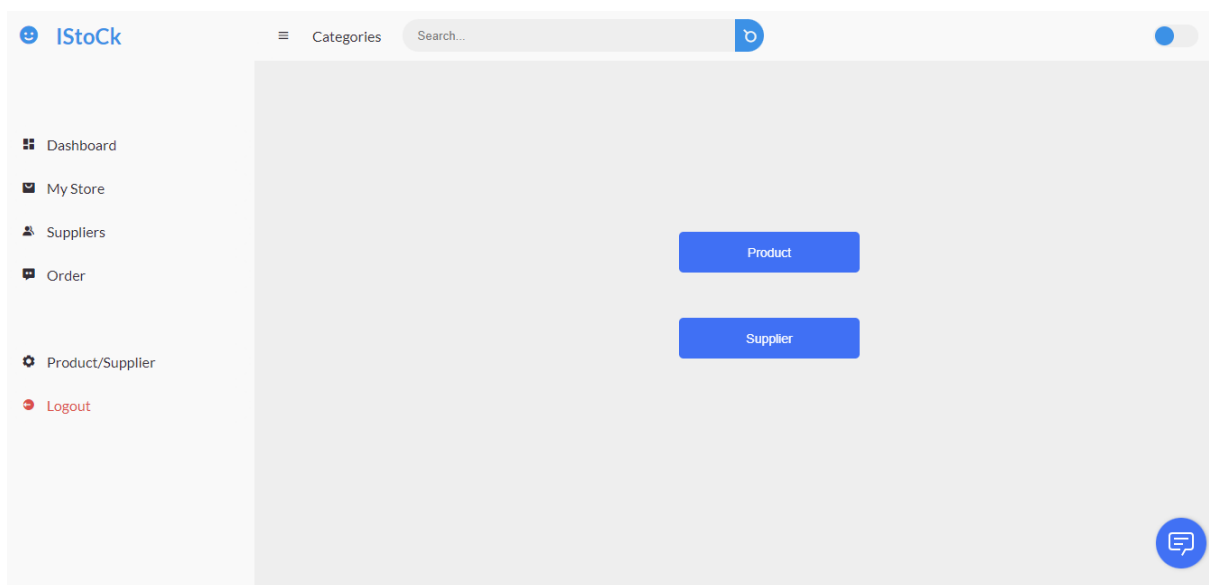 IStoCk
Categories
Search...
Dashboard
My Store
Suppliers
Order
Product/Supplier
Logout
Product
Supplier